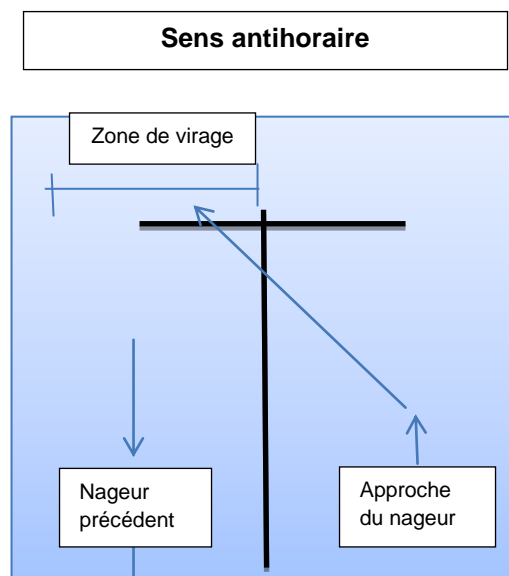 Sens antihoraire
Zone de virage
Nageur
précédent
Approche
du nageur